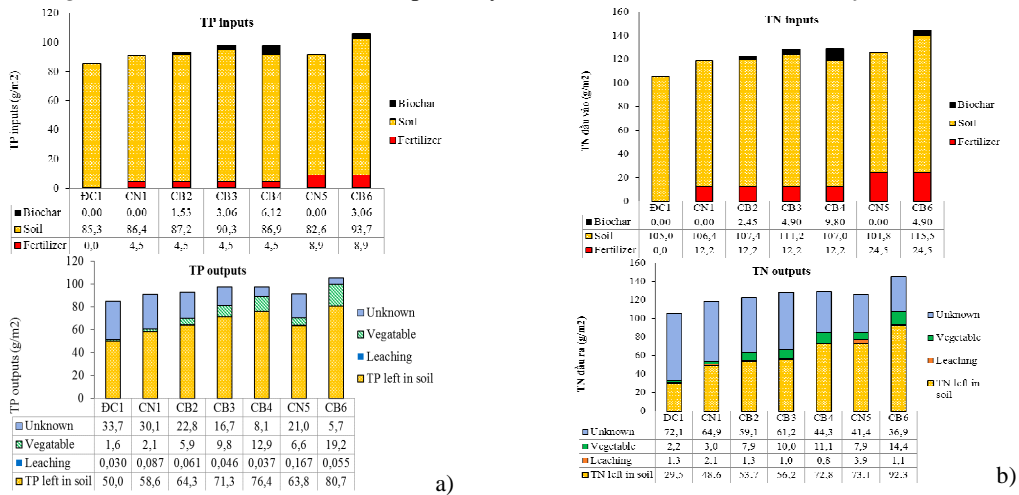 TP inputs
TP inputs (g/m2)
120
100
80
60
40
20
0
Biochar
Soil
Fertilizer
ĐC1 CN1 CB2 CB3 CB4 CN5 CB6
Biochar 0,00 0,00 1,53 3,06 6,12 0,00 3,06
Soil 85,3 86,4 87,2 90,3 86,9 82,6 93,7
Fertilizer 0,0 4,5 4,5 4,5 4,5 8,9 8,9
TP outputs
TP outputs (g/m2)
120
100
80
60
40
20
0
Unknown
Vegatable
Leaching
TP left in soil
ĐC1 CN1 CB2 CB3 CB4 CN5 CB6
Unknown 33,7 30,1 22,8 16,7 8,1 21,0 5,7
Vegatable 1,6 2,1 5,9 9,8 12,9 6,6 19,2
Leaching 0,030 0,087 0,061 0,046 0,037 0,167 0,055
TP left in soil 50,0 58,6 64,3 71,3 76,4 63,8 80,7
a)
TN inputs
TN đầu vào (g/m2)
160
140
120
100
80
60
40
20
0
Biochar
Soil
Fertilizer
ĐC1 CN1 CB2 CB3 CB4 CN5 CB6
Biochar 0.00 0.00 2.45 4.90 9.80 0.00 4.90
Soil 105,0 106,4 107,4 111,2 107,0 101,8 115,5
Fertilizer 0,0 12,2 12,2 12,2 12,2 24,5 24,5
TN outputs
TN đầu ra (g/m2)
160
140
120
100
80
60
40
20
0
Unknown
Vegetable
Leaching
TN left in soil
ĐC1 CN1 CB2 CB3 CB4 CN5 CB6
Unknown 72,1 64,9 59,1 61,2 44,3 41,4 36,9
Vegetable 2,2 3,0 7,9 10,0 11,1 7,9 14,4
Leaching 1.3 2.1 1.3 1.0 0.8 3.9 1.1
TN left in soil 29,5 48,6 53,7 56,2 72,8 73,1 92,3
b)